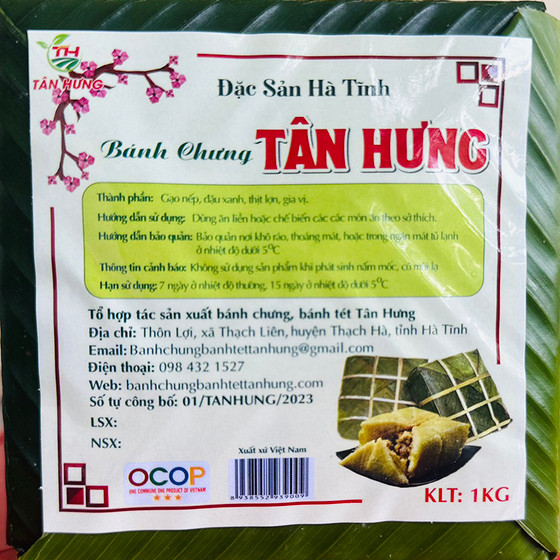 TH
TÂN HƯNG
Đặc Sản Hà Tĩnh
Bánh Chưng TÂN HƯNG
Thành phần: Gạo nếp, đậu xanh, thịt lợn, gia vị.
Hướng dẫn sử dụng: Dùng ăn liền hoặc chế biến các các món ăn theo sở thích.
Hướng dẫn bảo quản: Bảo quản nơi khô ráo, thoáng mát, hoặc trong ngăn mát tủ lạnh
ở nhiệt độ dưới 5°C
Thông tin cảnh báo: Không sử dụng sản phẩm khi phát sinh nấm mốc, có mùi lạ
Hạn sử dụng: 7 ngày ở nhiệt độ thường, 15 ngày ở nhiệt độ dưới 5°C
Tổ hợp tác sản xuất bánh chưng, bánh tét Tân Hưng
Địa chỉ: Thôn Lợi, xã Thạch Liên, huyện Thạch Hà, tỉnh Hà Tĩnh
Email: Banhchungbanhtettanhung@gmail.com
Điện thoại: 098 432 1527
Web: banhchungbanhtettanhung.com
Số tự công bố: 01/TANHUNG/2023
LSX:
NSX:
Xuất xứ Việt Nam
OCOP
ONE COMMUNE ONE PRODUCT OF VIETNAM
8 938552 939009
KLT: 1KG